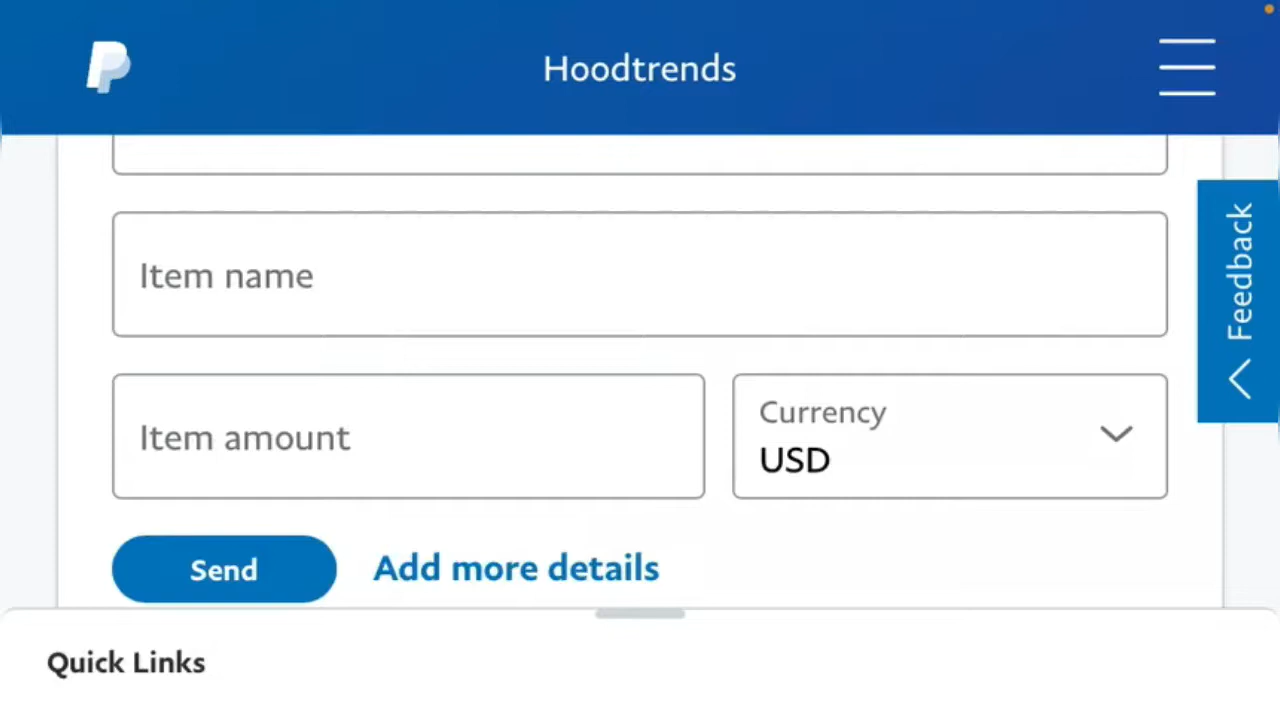 Hoodtrends
Item name
Feedback
Item amount
Currency
USD
Send
Add more details
Quick Links